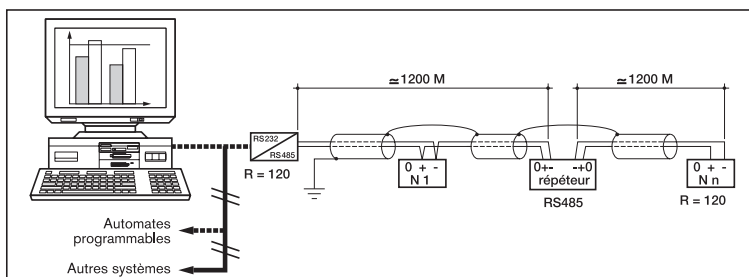 ≃1200 M
≃1200 M
RS232
RS485
R = 120
0 + -
N 1
0+- -+0
répéteur
RS485
0 + -
N n
R = 120
Automates
programmables
Autres systèmes